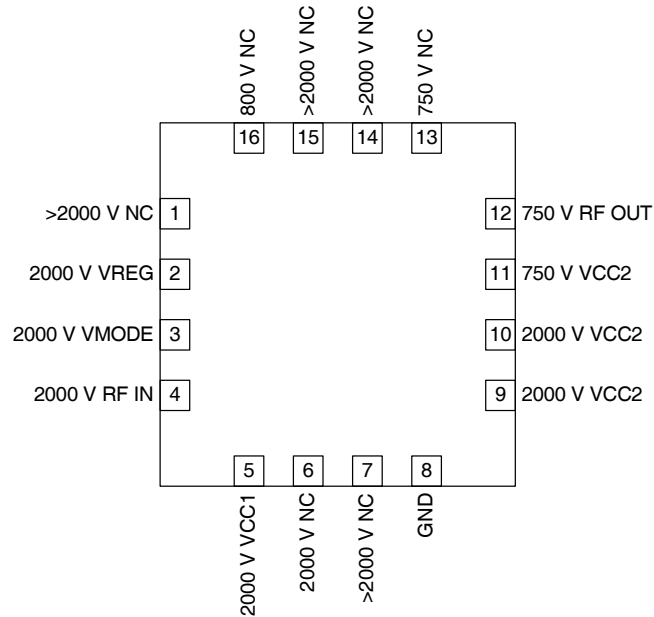 800 V NC
>2000 V NC
>2000 V NC
750 V NC
16
15
14
13
>2000 V NC
1
2000 V VREG
2
2000 V VMODE
3
2000 V RF IN
4
12
750 V RF OUT
11
750 V VCC2
10
2000 V VCC2
9
2000 V VCC2
5
6
7
8
2000 V VCC1
2000 V NC
>2000 V NC
GND